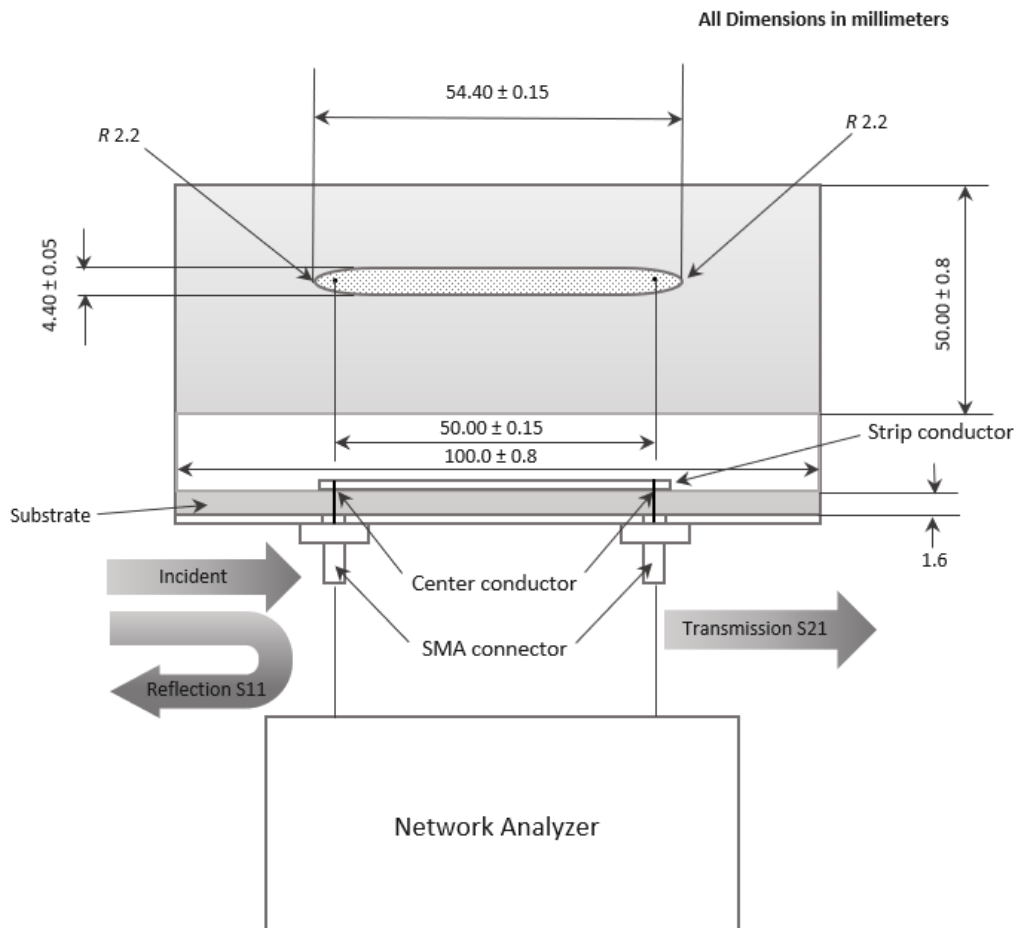 All Dimensions in millimeters
54.40 ± 0.15
R 2.2
R 2.2
4.40 ± 0.05
50.00 ± 0.8
50.00 ± 0.15
Strip conductor
100.0 ± 0.8
Substrate
1.6
Incident
Center conductor
Transmission S21
SMA connector
Reflection S11
Network Analyzer